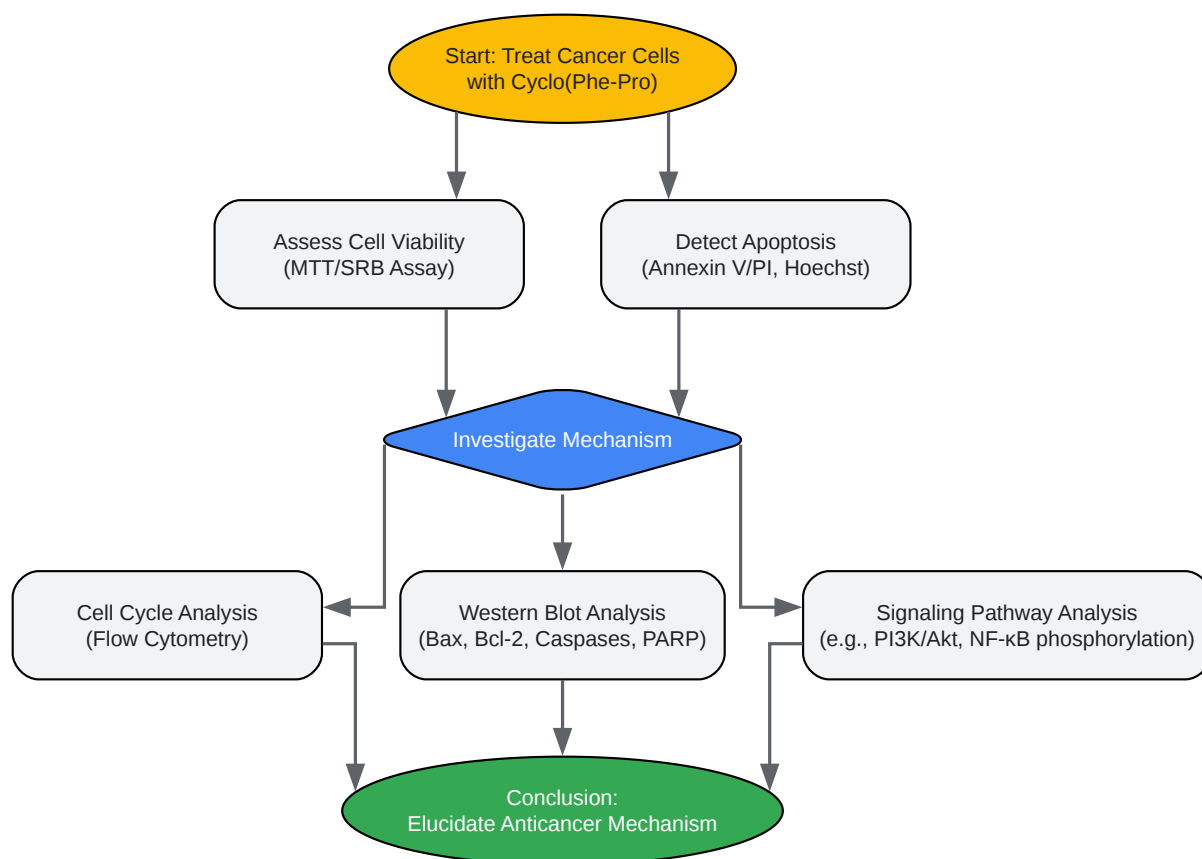 Start: Treat Cancer Cells
with Cyclo(Phe-Pro)
Assess Cell Viability
(MTT/SRB Assay)
Detect Apoptosis
(Annexin V/PI, Hoechst)
Investigate Mechanism
Cell Cycle Analysis
(Flow Cytometry)
Western Blot Analysis
(Bax, Bcl-2, Caspases, PARP)
Signaling Pathway Analysis
(e.g., PI3K/Akt, NF-κB phosphorylation)
Conclusion:
Elucidate Anticancer Mechanism